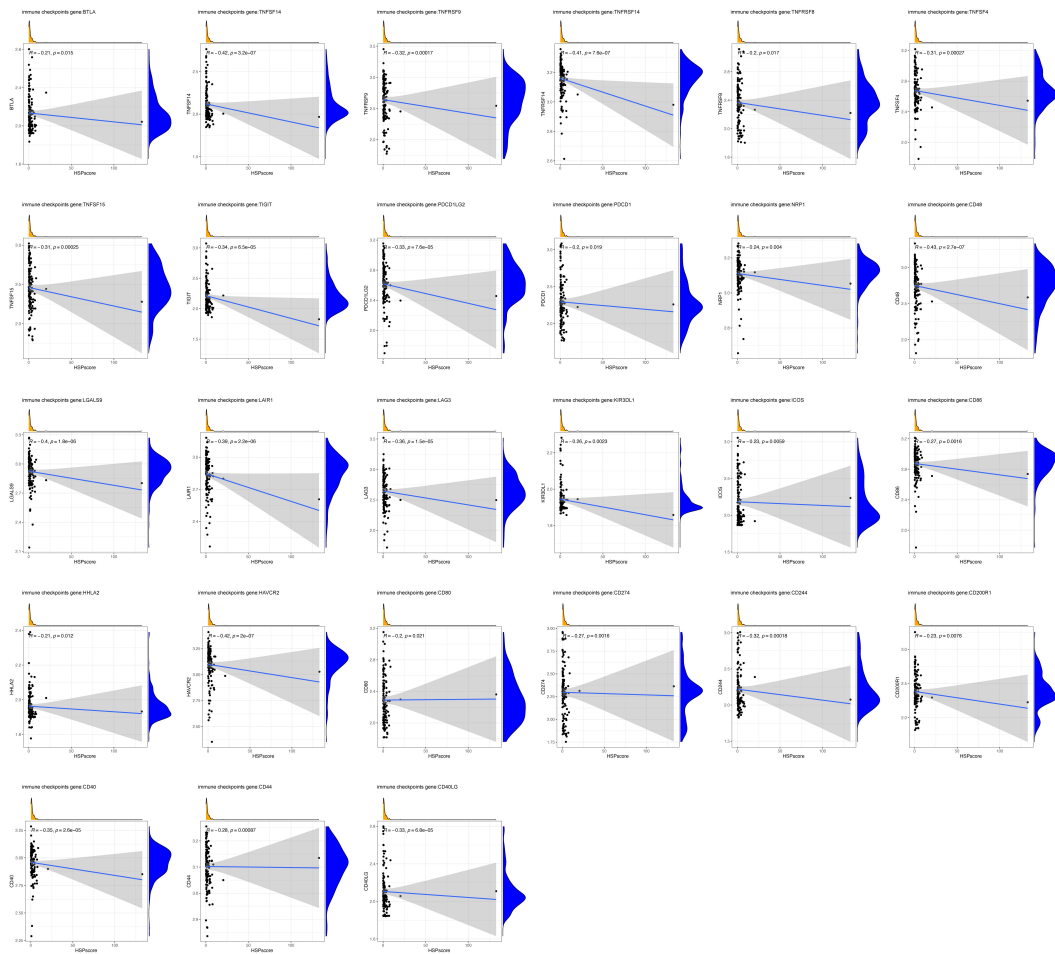 immune checkpoints gene:BTLA
R = −0.21, p = 0.015
BTLA
HSPscore
immune checkpoints gene:TNFSF14
R = −0.42, p = 3.2e−07
TNFSF14
HSPscore
immune checkpoints gene:TNFRSF9
R = −0.32, p = 0.00017
TNFRSF9
HSPscore
immune checkpoints gene:TNFRSF14
R = −0.41, p = 7.6e−07
TNFRSF14
HSPscore
immune checkpoints gene:TNFRSF8
R = −0.2, p = 0.017
TNFRSF8
HSPscore
immune checkpoints gene:TNFSF4
R = −0.31, p = 0.00027
TNFSF4
HSPscore
immune checkpoints gene:TNFSF15
R = −0.31, p = 0.00025
TNFSF15
HSPscore
immune checkpoints gene:TIGIT
R = −0.34, p = 6.5e−05
TIGIT
HSPscore
immune checkpoints gene:PDCD1LG2
R = −0.33, p = 7.6e−05
PDCD1LG2
HSPscore
immune checkpoints gene:PDCD1
R = −0.2, p = 0.019
PDCD1
HSPscore
immune checkpoints gene:NRP1
R = −0.24, p = 0.004
NRP1
HSPscore
immune checkpoints gene:CD48
R = −0.43, p = 2.7e−07
CD48
HSPscore
immune checkpoints gene:LGALS9
R = −0.4, p = 1.9e−06
LGALS9
HSPscore
immune checkpoints gene:LAIR1
R = −0.39, p = 2.2e−06
LAIR1
HSPscore
immune checkpoints gene:LAG3
R = −0.36, p = 1.5e−05
LAG3
HSPscore
immune checkpoints gene:KIR3DL1
R = −0.26, p = 0.0023
KIR3DL1
HSPscore
immune checkpoints gene:ICOS
R = −0.23, p = 0.0059
ICOS
HSPscore
immune checkpoints gene:CD86
R = −0.27, p = 0.0016
CD86
HSPscore
immune checkpoints gene:HHLA2
R = −0.21, p = 0.012
HHLA2
HSPscore
immune checkpoints gene:HAVCR2
R = −0.42, p = 2e−07
HAVCR2
HSPscore
immune checkpoints gene:CD80
R = −0.2, p = 0.021
CD80
HSPscore
immune checkpoints gene:CD274
R = −0.27, p = 0.0016
CD274
HSPscore
immune checkpoints gene:CD244
R = −0.32, p = 0.00018
CD244
HSPscore
immune checkpoints gene:CD200R1
R = −0.23, p = 0.0076
CD200R1
HSPscore
immune checkpoints gene:CD40
R = −0.35, p = 2.6e−05
CD40
HSPscore
immune checkpoints gene:CD44
R = −0.28, p = 0.00087
CD44
HSPscore
immune checkpoints gene:CD40LG
R = −0.33, p = 6.8e−05
CD40LG
HSPscore